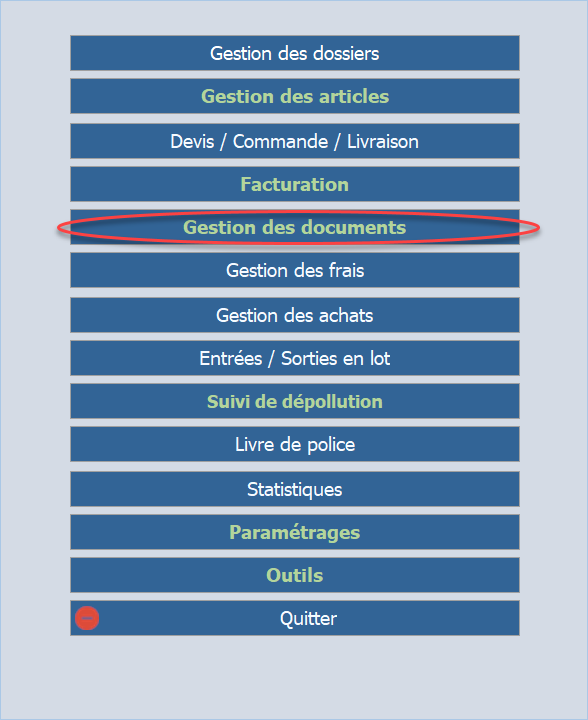 Gestion des dossiers
Gestion des articles
Devis / Commande / Livraison
Facturation
Gestion des documents
Gestion des frais
Gestion des achats
Entrées / Sorties en lot
Suivi de dépollution
Livre de police
Statistiques
Paramétrages
Outils
Quitter